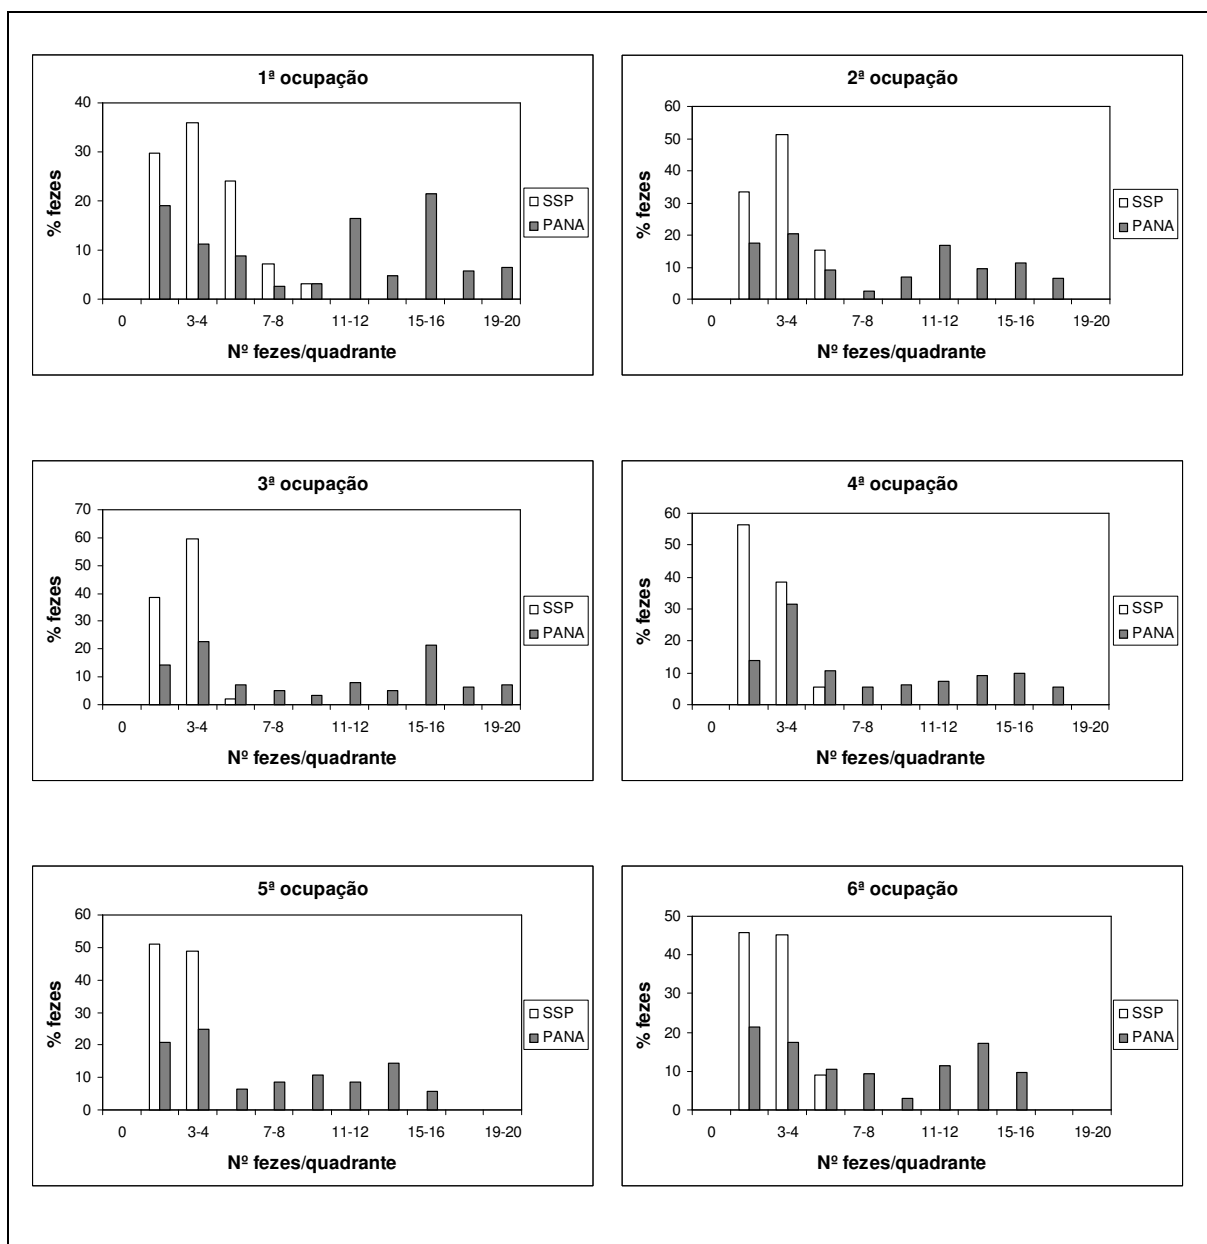 1ª ocupação
40
30
20
10
0
% fezes
0 3-4 7-8 11-12 15-16 19-20
Nº fezes/quadrante
SSP
PANA
2ª ocupação
60
50
40
30
20
10
0
% fezes
0 3-4 7-8 11-12 15-16 19-20
Nº fezes/quadrante
SSP
PANA
3ª ocupação
70
60
50
40
30
20
10
0
% fezes
0 3-4 7-8 11-12 15-16 19-20
Nº fezes/quadrante
SSP
PANA
4ª ocupação
60
50
40
30
20
10
0
% fezes
0 3-4 7-8 11-12 15-16 19-20
Nº fezes/quadrante
SSP
PANA
5ª ocupação
60
50
40
30
20
10
0
% fezes
0 3-4 7-8 11-12 15-16 19-20
Nº fezes/quadrante
SSP
PANA
6ª ocupação
50
40
30
20
10
0
% fezes
0 3-4 7-8 11-12 15-16 19-20
Nº fezes/quadrante
SSP
PANA